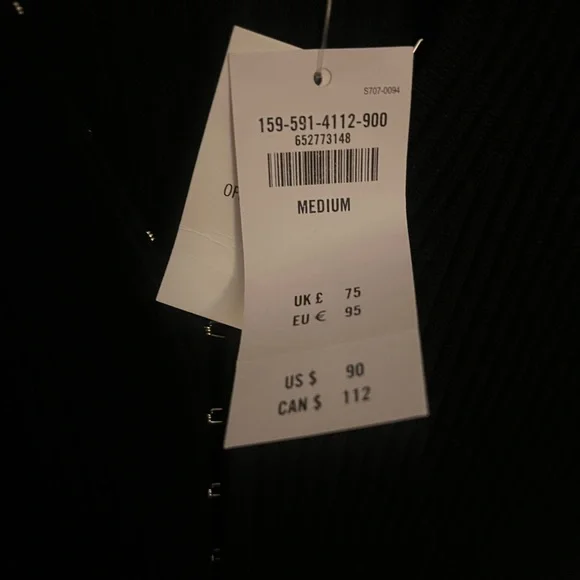 S707-0094
159-591-4112-900
652773148
MEDIUM
UK £ 75
EU € 95
US $ 90
CAN $ 112